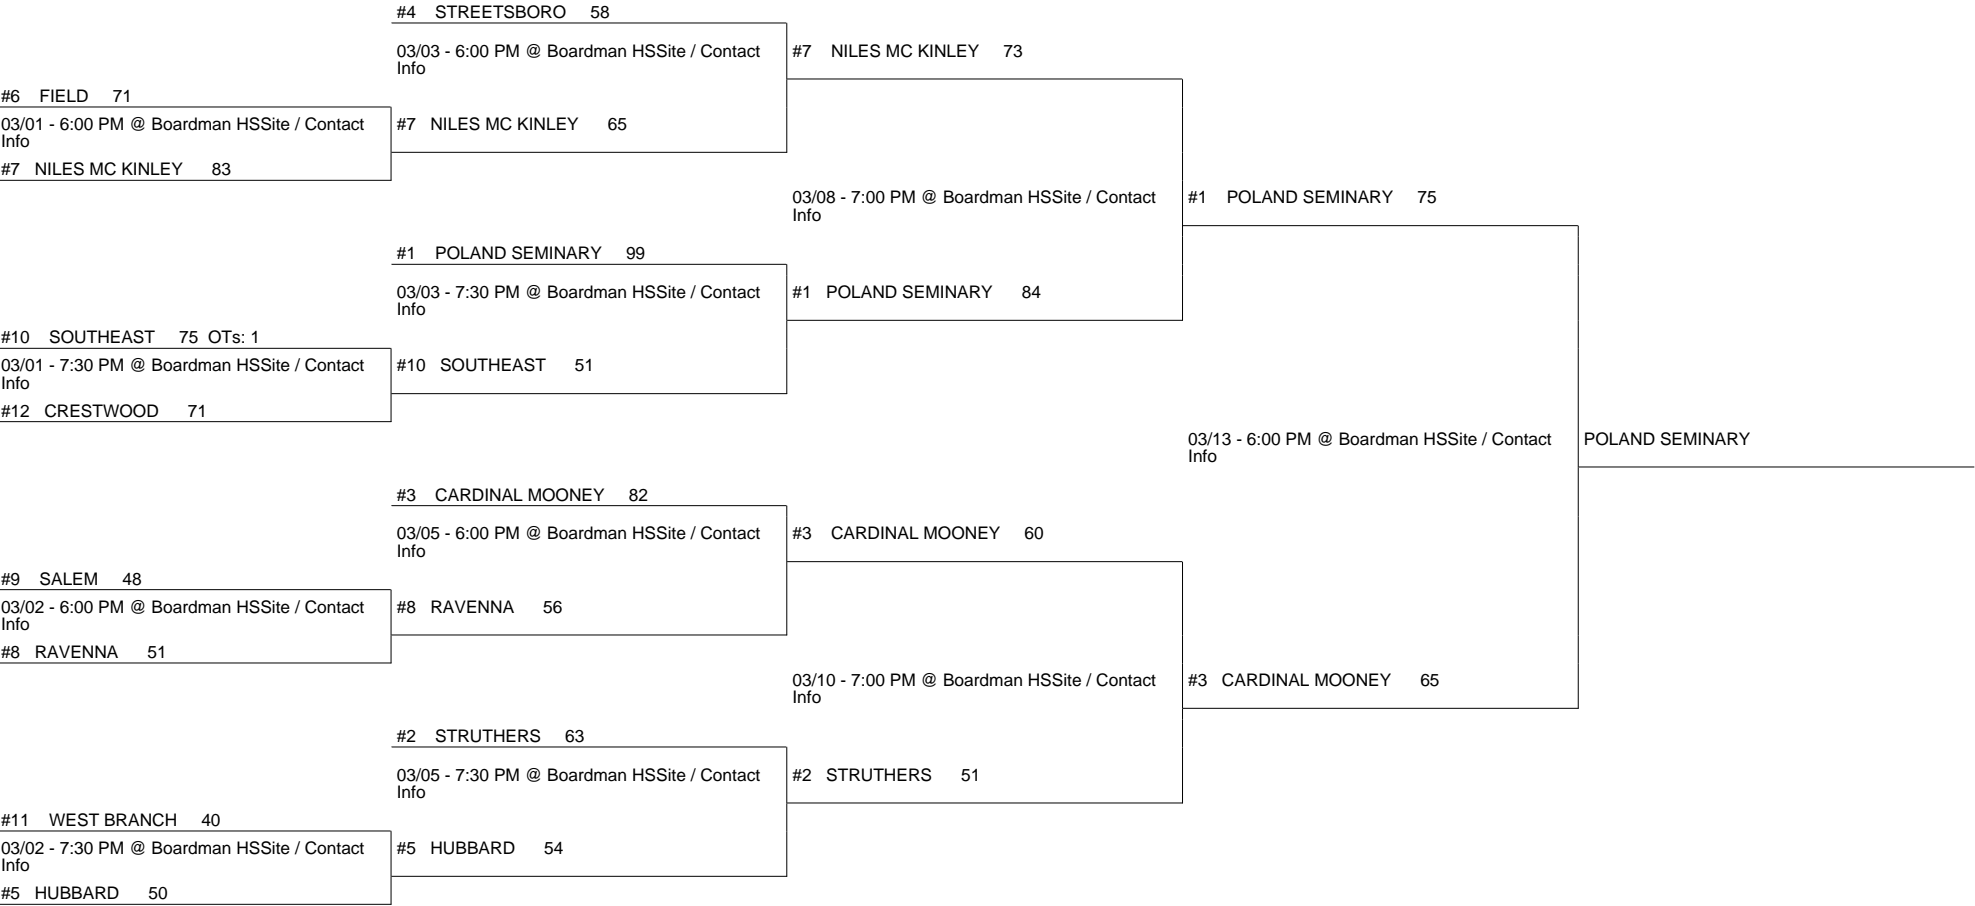 #4 STREETSBORO 58
03/03 - 6:00 PM @ Boardman HSSite / Contact
Info
#7 NILES MC KINLEY 73
#6 FIELD 71
03/01 - 6:00 PM @ Boardman HSSite / Contact
Info
#7 NILES MC KINLEY 65
#7 NILES MC KINLEY 83
03/08 - 7:00 PM @ Boardman HSSite / Contact
Info
#1 POLAND SEMINARY 75
#1 POLAND SEMINARY 99
03/03 - 7:30 PM @ Boardman HSSite / Contact
Info
#1 POLAND SEMINARY 84
#10 SOUTHEAST 75 OTs: 1
03/01 - 7:30 PM @ Boardman HSSite / Contact
Info
#10 SOUTHEAST 51
#12 CRESTWOOD 71
03/13 - 6:00 PM @ Boardman HSSite / Contact
Info
POLAND SEMINARY
#3 CARDINAL MOONEY 82
03/05 - 6:00 PM @ Boardman HSSite / Contact
Info
#3 CARDINAL MOONEY 60
#9 SALEM 48
03/02 - 6:00 PM @ Boardman HSSite / Contact
Info
#8 RAVENNA 56
#8 RAVENNA 51
03/10 - 7:00 PM @ Boardman HSSite / Contact
Info
#3 CARDINAL MOONEY 65
#2 STRUTHERS 63
03/05 - 7:30 PM @ Boardman HSSite / Contact
Info
#2 STRUTHERS 51
#11 WEST BRANCH 40
03/02 - 7:30 PM @ Boardman HSSite / Contact
Info
#5 HUBBARD 54
#5 HUBBARD 50